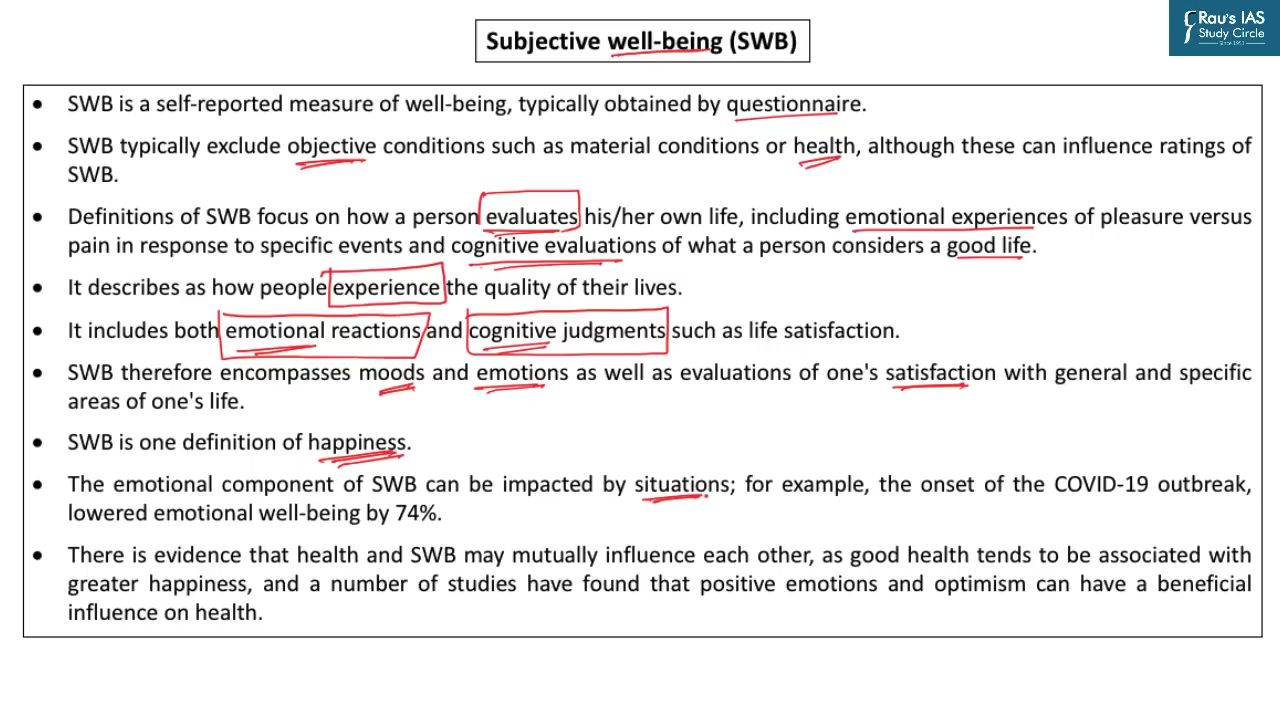 Rau's IAS
Study Circle
Since 1953
Subjective well-being (SWB)
• SWB is a self-reported measure of well-being, typically obtained by questionnaire.
• SWB typically exclude objective conditions such as material conditions or health, although these can influence ratings of
SWB.
• Definitions of SWB focus on how a person evaluates his/her own life, including emotional experiences of pleasure versus
pain in response to specific events and cognitive evaluations of what a person considers a good life.
• It describes as how people experience the quality of their lives.
• It includes both emotional reactions and cognitive judgments such as life satisfaction.
• SWB therefore encompasses moods and emotions as well as evaluations of one's satisfaction with general and specific
areas of one's life.
• SWB is one definition of happiness.
• The emotional component of SWB can be impacted by situations; for example, the onset of the COVID-19 outbreak,
lowered emotional well-being by 74%.
• There is evidence that health and SWB may mutually influence each other, as good health tends to be associated with
greater happiness, and a number of studies have found that positive emotions and optimism can have a beneficial
influence on health.